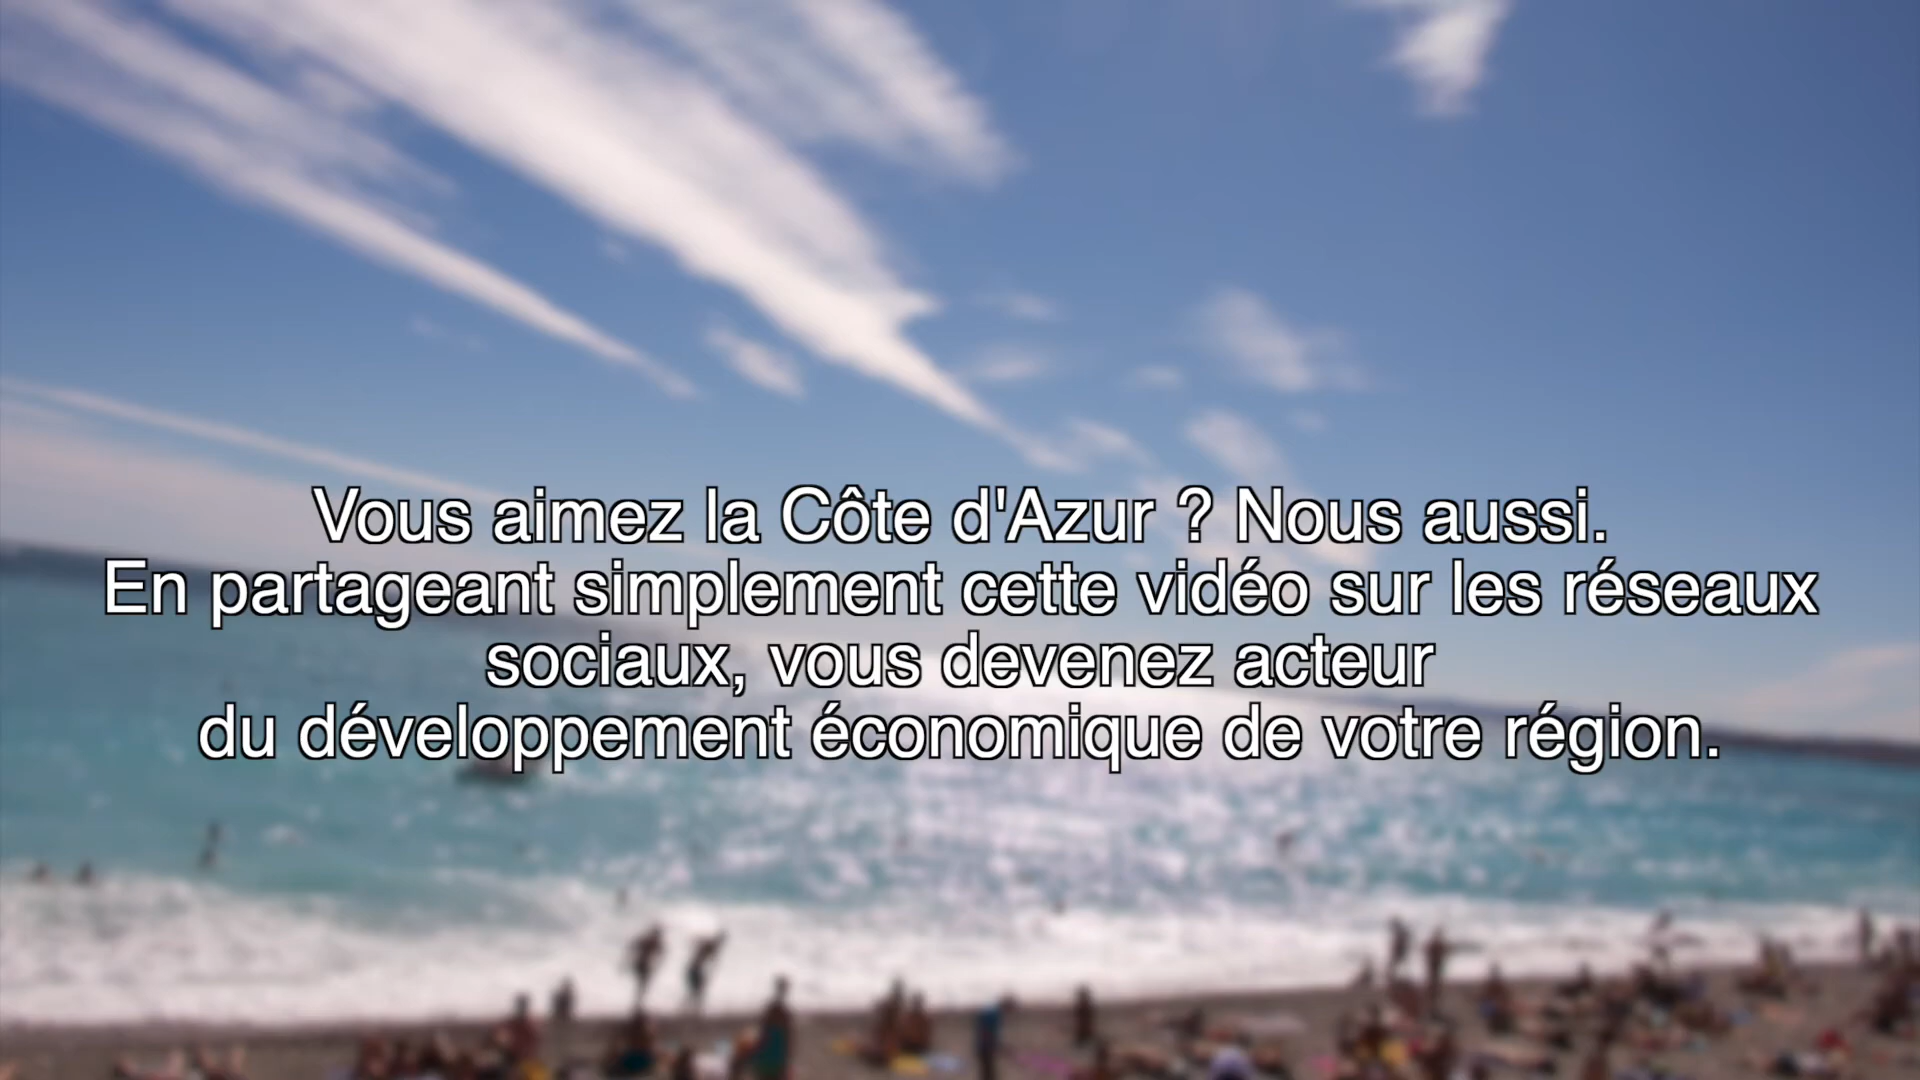 Vous aimez la Côte d'Azur ? Nous aussi.
En partageant simplement cette vidéo sur les réseaux
sociaux, vous devenez acteur
du développement économique de votre région.